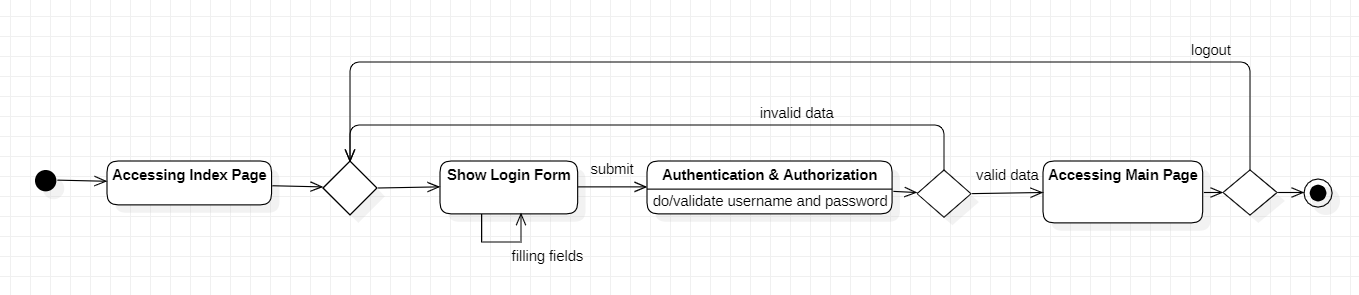 logout
invalid data
Accessing Index Page
Show Login Form
submit
Authentication & Authorization
do/validate username and password
valid data
Accessing Main Page
filling fields